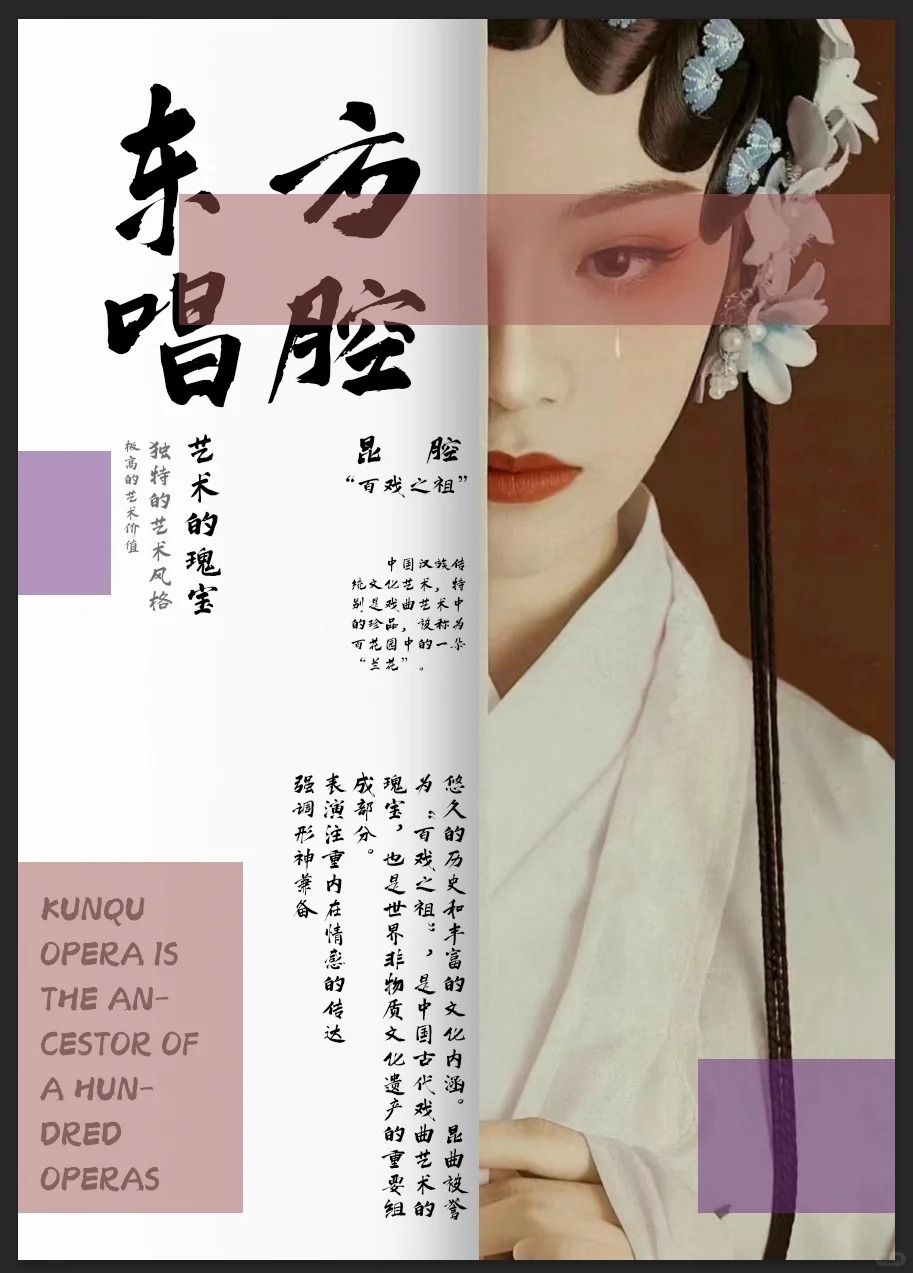 东方
唱腔
艺术的瑰宝
独特的艺术风格
极高的艺术价值
昆腔
“百戏之祖”
中国汉族传
统文化艺术，特
别是戏曲艺术中
的珍品，被称为
百花园中的一朵
“兰花”。
悠久的历史和丰富的文化内涵。昆曲被誉
为“百戏之祖”，是中国古代戏曲艺术的
瑰宝，也是世界非物质文化遗产的重要组
成部分。
表演注重内在情感的传达
强调形神兼备
KUNQU
OPERA IS
THE AN-
CESTOR OF
A HUN-
DRED
OPERAS